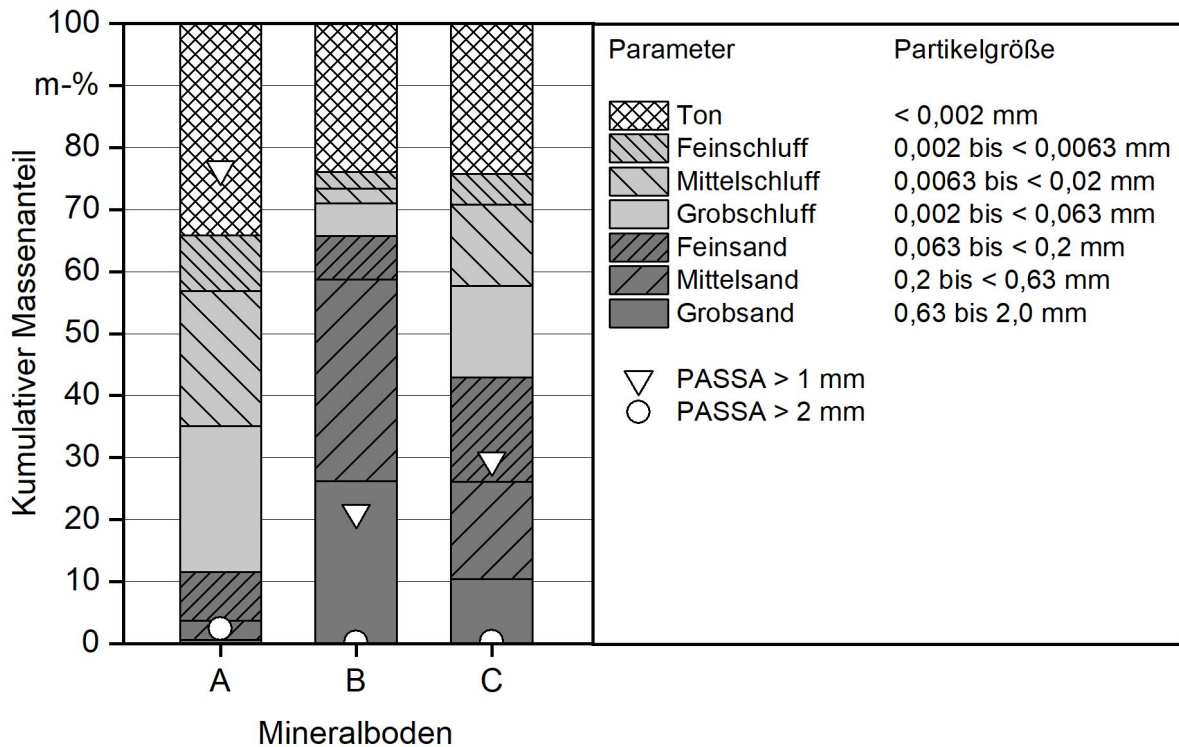 100
m-%
80
70
60
50
40
30
20
10
0
Kumulativer Massenanteil
A B C
Mineralboden
Parameter Partikelgröße
Ton < 0,002 mm
Feinschluff 0,002 bis < 0,0063 mm
Mittelschluff 0,0063 bis < 0,02 mm
Grobschluff 0,002 bis < 0,063 mm
Feinsand 0,063 bis < 0,2 mm
Mittelsand 0,2 bis < 0,63 mm
Grobsand 0,63 bis 2,0 mm
PASSA > 1 mm
PASSA > 2 mm